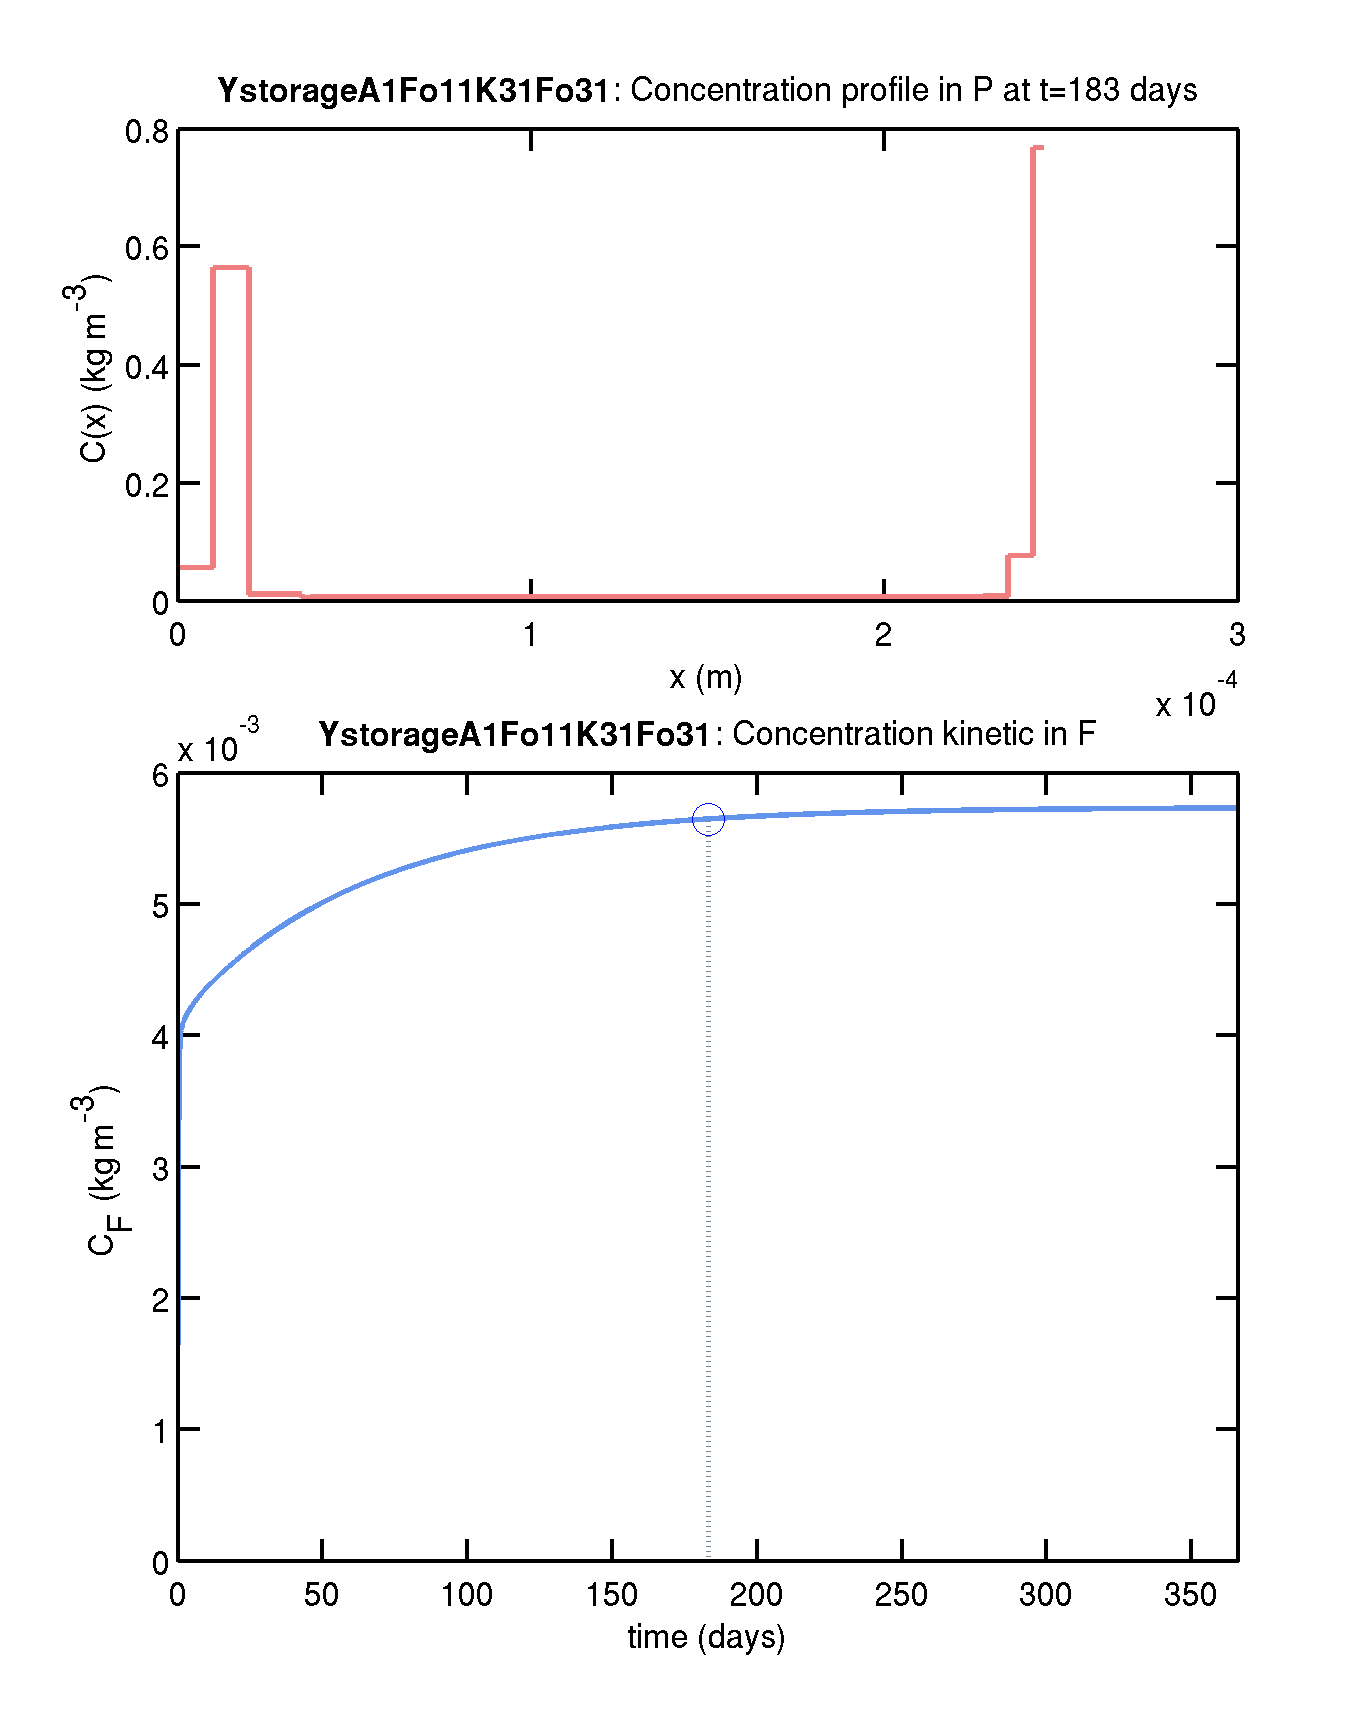 YstorageA1Fo11K31Fo31: Concentration profile in P at t=183 days
0.8
0.6
0.4
0.2
0
C(x) (kg m-3)
0 1 2 3
x (m)
x 10-4
x 10-3
YstorageA1Fo11K31Fo31: Concentration kinetic in F
6
5
4
3
2
1
0
CF (kg m-3)
0 50 100 150 200 250 300 350
time (days)